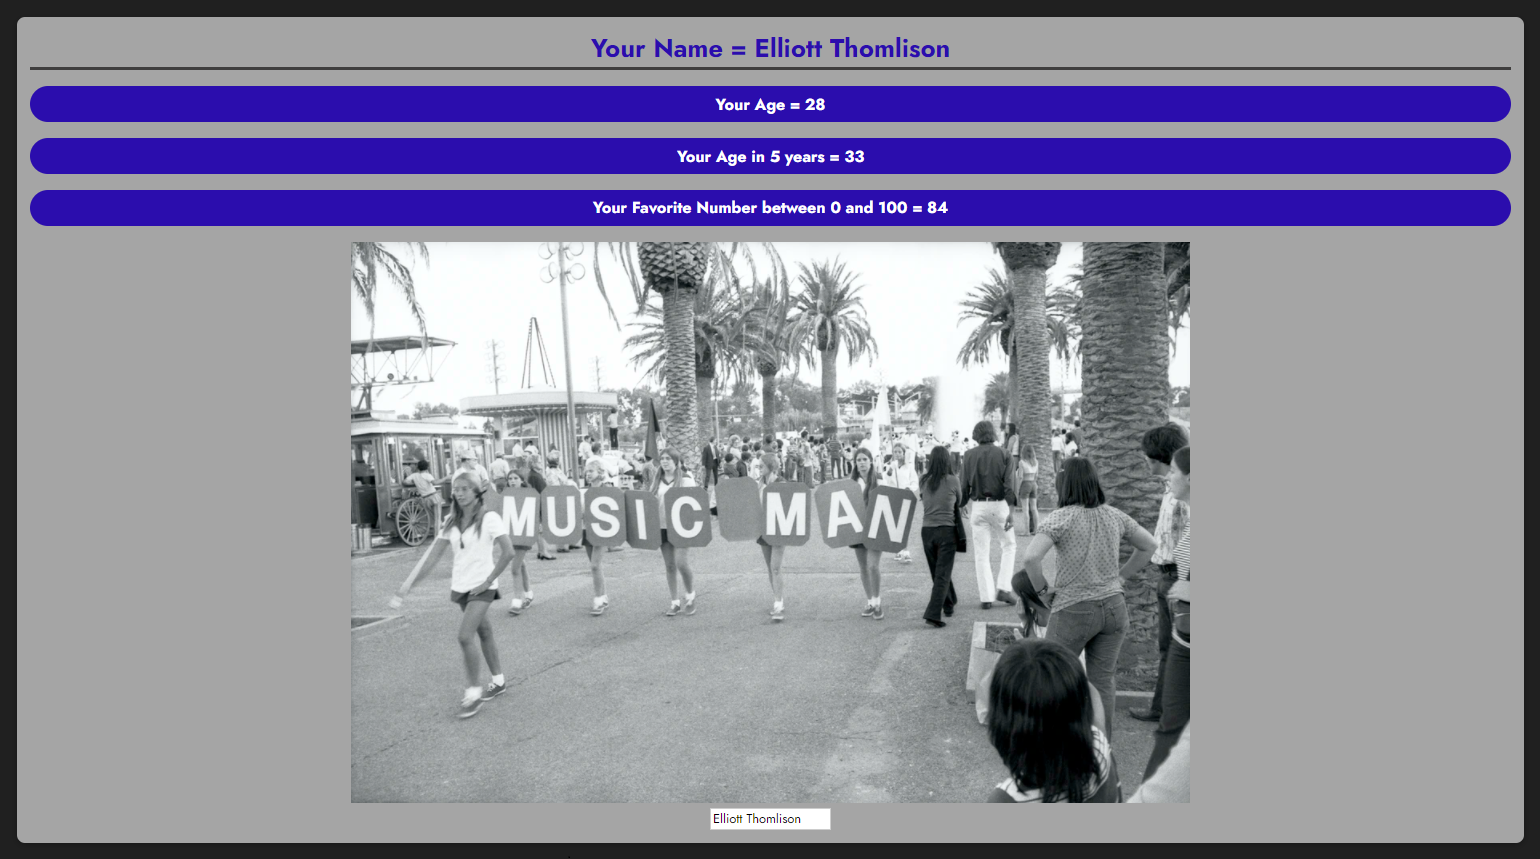 Your Name = Elliott Thomlison
Your Age = 28
Your Age in 5 years = 33
Your Favorite Number between 0 and 100 = 84
MUSIC MAN
Elliott Thomlison